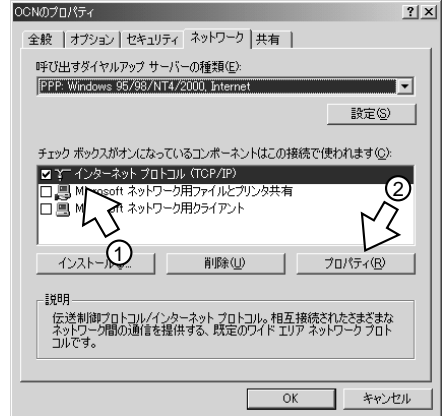 OCNのプロパティ
全般 オプション セキュリティ ネットワーク 共有
呼び出すダイヤルアップ サーバーの種類(E):
PPP: Windows 95/98/NT4/2000, Internet
設定(S)
チェック ボックスがオンになっているコンポーネントはこの接続で使われます(C):
インターネット プロトコル (TCP/IP)
ネットワーク用ファイルとプリンタ共有
Microsoft ネットワーク用クライアント
②
①
インストール 削除(U) プロパティ(R)
説明
伝送制御プロトコル/インターネット プロトコル。相互接続されたさまざまな
ネットワーク間の通信を提供する、既定のワイド エリア ネットワーク プロト
コルです。
OK キャンセル